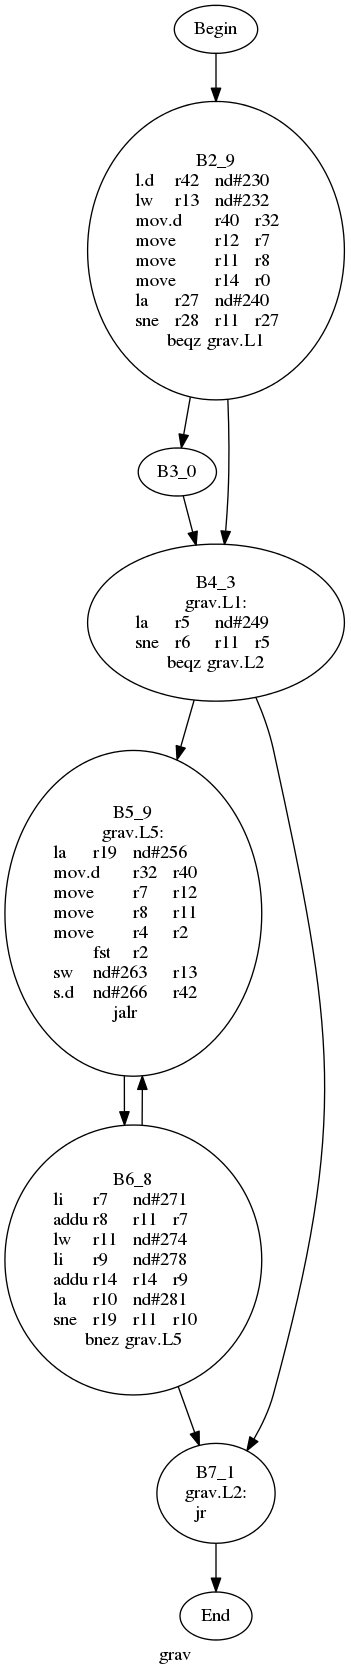 Begin
B2_9
l.d r42 nd#230
lw r13 nd#232
mov.d r40 r32
move r12 r7
move r11 r8
move r14 r0
la r27 nd#240
sne r28 r11 r27
beqz grav.L1
B3_0
B4_3
grav.L1:
la r5 nd#249
sne r6 r11 r5
beqz grav.L2
B5_9
grav.L5:
la r19 nd#256
mov.d r32 r40
move r7 r12
move r8 r11
move r4 r2
fst r2
sw nd#263 r13
s.d nd#266 r42
jalr
B6_8
li r7 nd#271
addu r8 r11 r7
lw r11 nd#274
li r9 nd#278
addu r14 r14 r9
la r10 nd#281
sne r19 r11 r10
bnez grav.L5
B7_1
grav.L2:
jr
End
grav